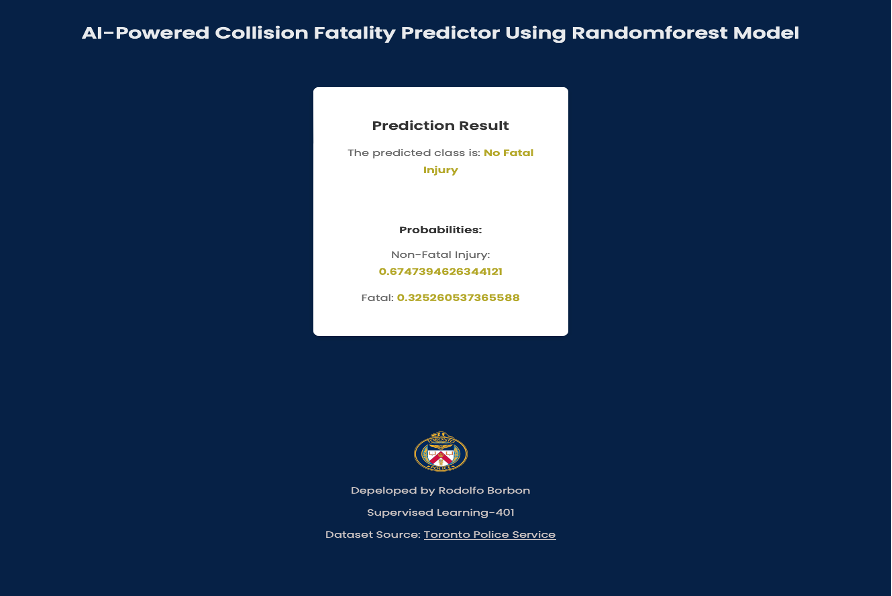 AI-Powered Collision Fatality Predictor Using Randomforest Model
Prediction Result
The predicted class is: No Fatal
Injury
Probabilities:
Non-Fatal Injury:
0.6747394626344121
Fatal: 0.325260537365588
Depeloped by Rodolfo Borbon
Supervised Learning-401
Dataset Source: Toronto Police Service